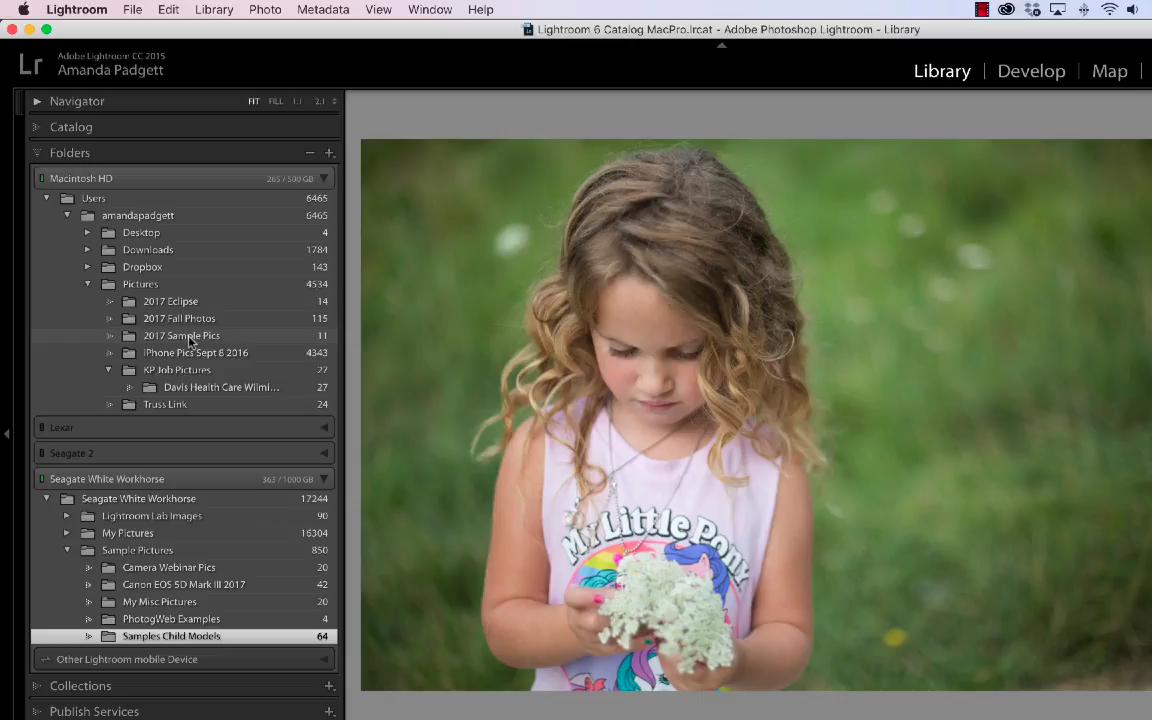 Lightroom File Edit Library Photo Metadata View Window Help
Lightroom 6 Catalog MacPro.lrcat - Adobe Photoshop Lightroom - Library
Lr Adobe Lightroom CC 2015
Amanda Padgett
Library Develop Map
Navigator FIT FILL 1:1 2:1
Catalog
Folders
Macintosh HD 265 / 500 GB
Users 6465
amandapadgett 6465
Desktop 4
Downloads 1784
Dropbox 143
Pictures 4534
2017 Eclipse 14
2017 Fall Photos 115
2017 Sample Pics 11
iPhone Pics Sept 8 2016 4343
KP Job Pictures 27
Davis Health Care Wilmi... 27
Truss Link 24
Lexar
Seagate 2
Seagate White Workhorse 363 / 1000 GB
Seagate White Workhorse 17244
Lightroom Lab Images 90
My Pictures 16304
Sample Pictures 850
Camera Webinar Pics 20
Canon EOS 5D Mark III 2017 42
My Misc Pictures 20
PhotogWeb Examples 4
Samples Child Models 64
Other Lightroom mobile Device
Collections
Publish Services
My Little Pony